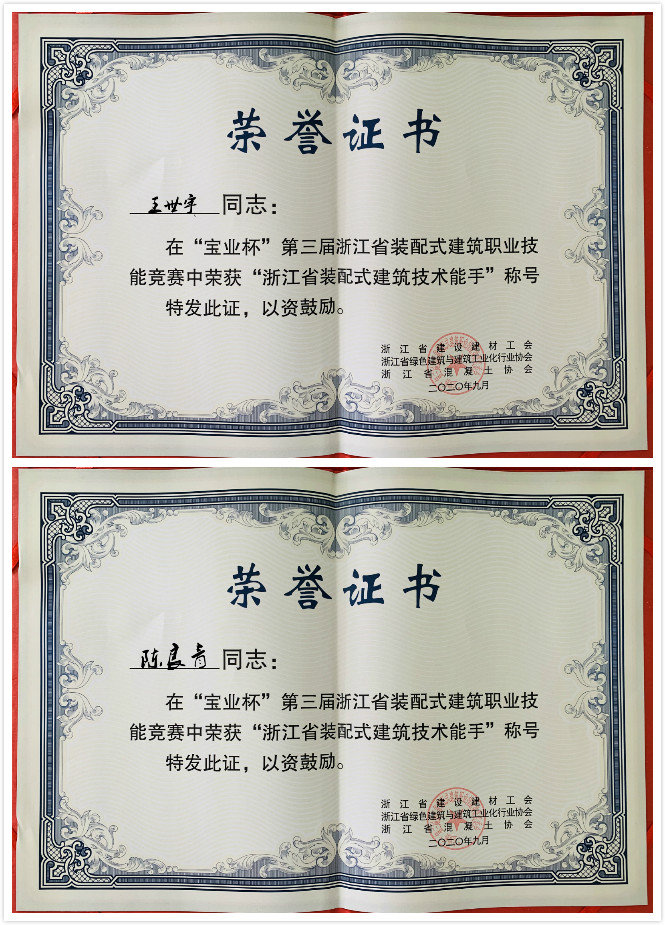 荣誉证书
王世宇 同志：
在“宝业杯”第三届浙江省装配式建筑职业技
能竞赛中荣获“浙江省装配式建筑技术能手”称号
特发此证，以资鼓励。
浙江省建设建材工会
浙江省绿色建筑与建筑工业化行业协会
浙江省混凝土协会
二〇二〇年九月
荣誉证书
陈良青 同志：
在“宝业杯”第三届浙江省装配式建筑职业技
能竞赛中荣获“浙江省装配式建筑技术能手”称号
特发此证，以资鼓励。
浙江省建设建材工会
浙江省绿色建筑与建筑工业化行业协会
浙江省混凝土协会
二〇二〇年九月